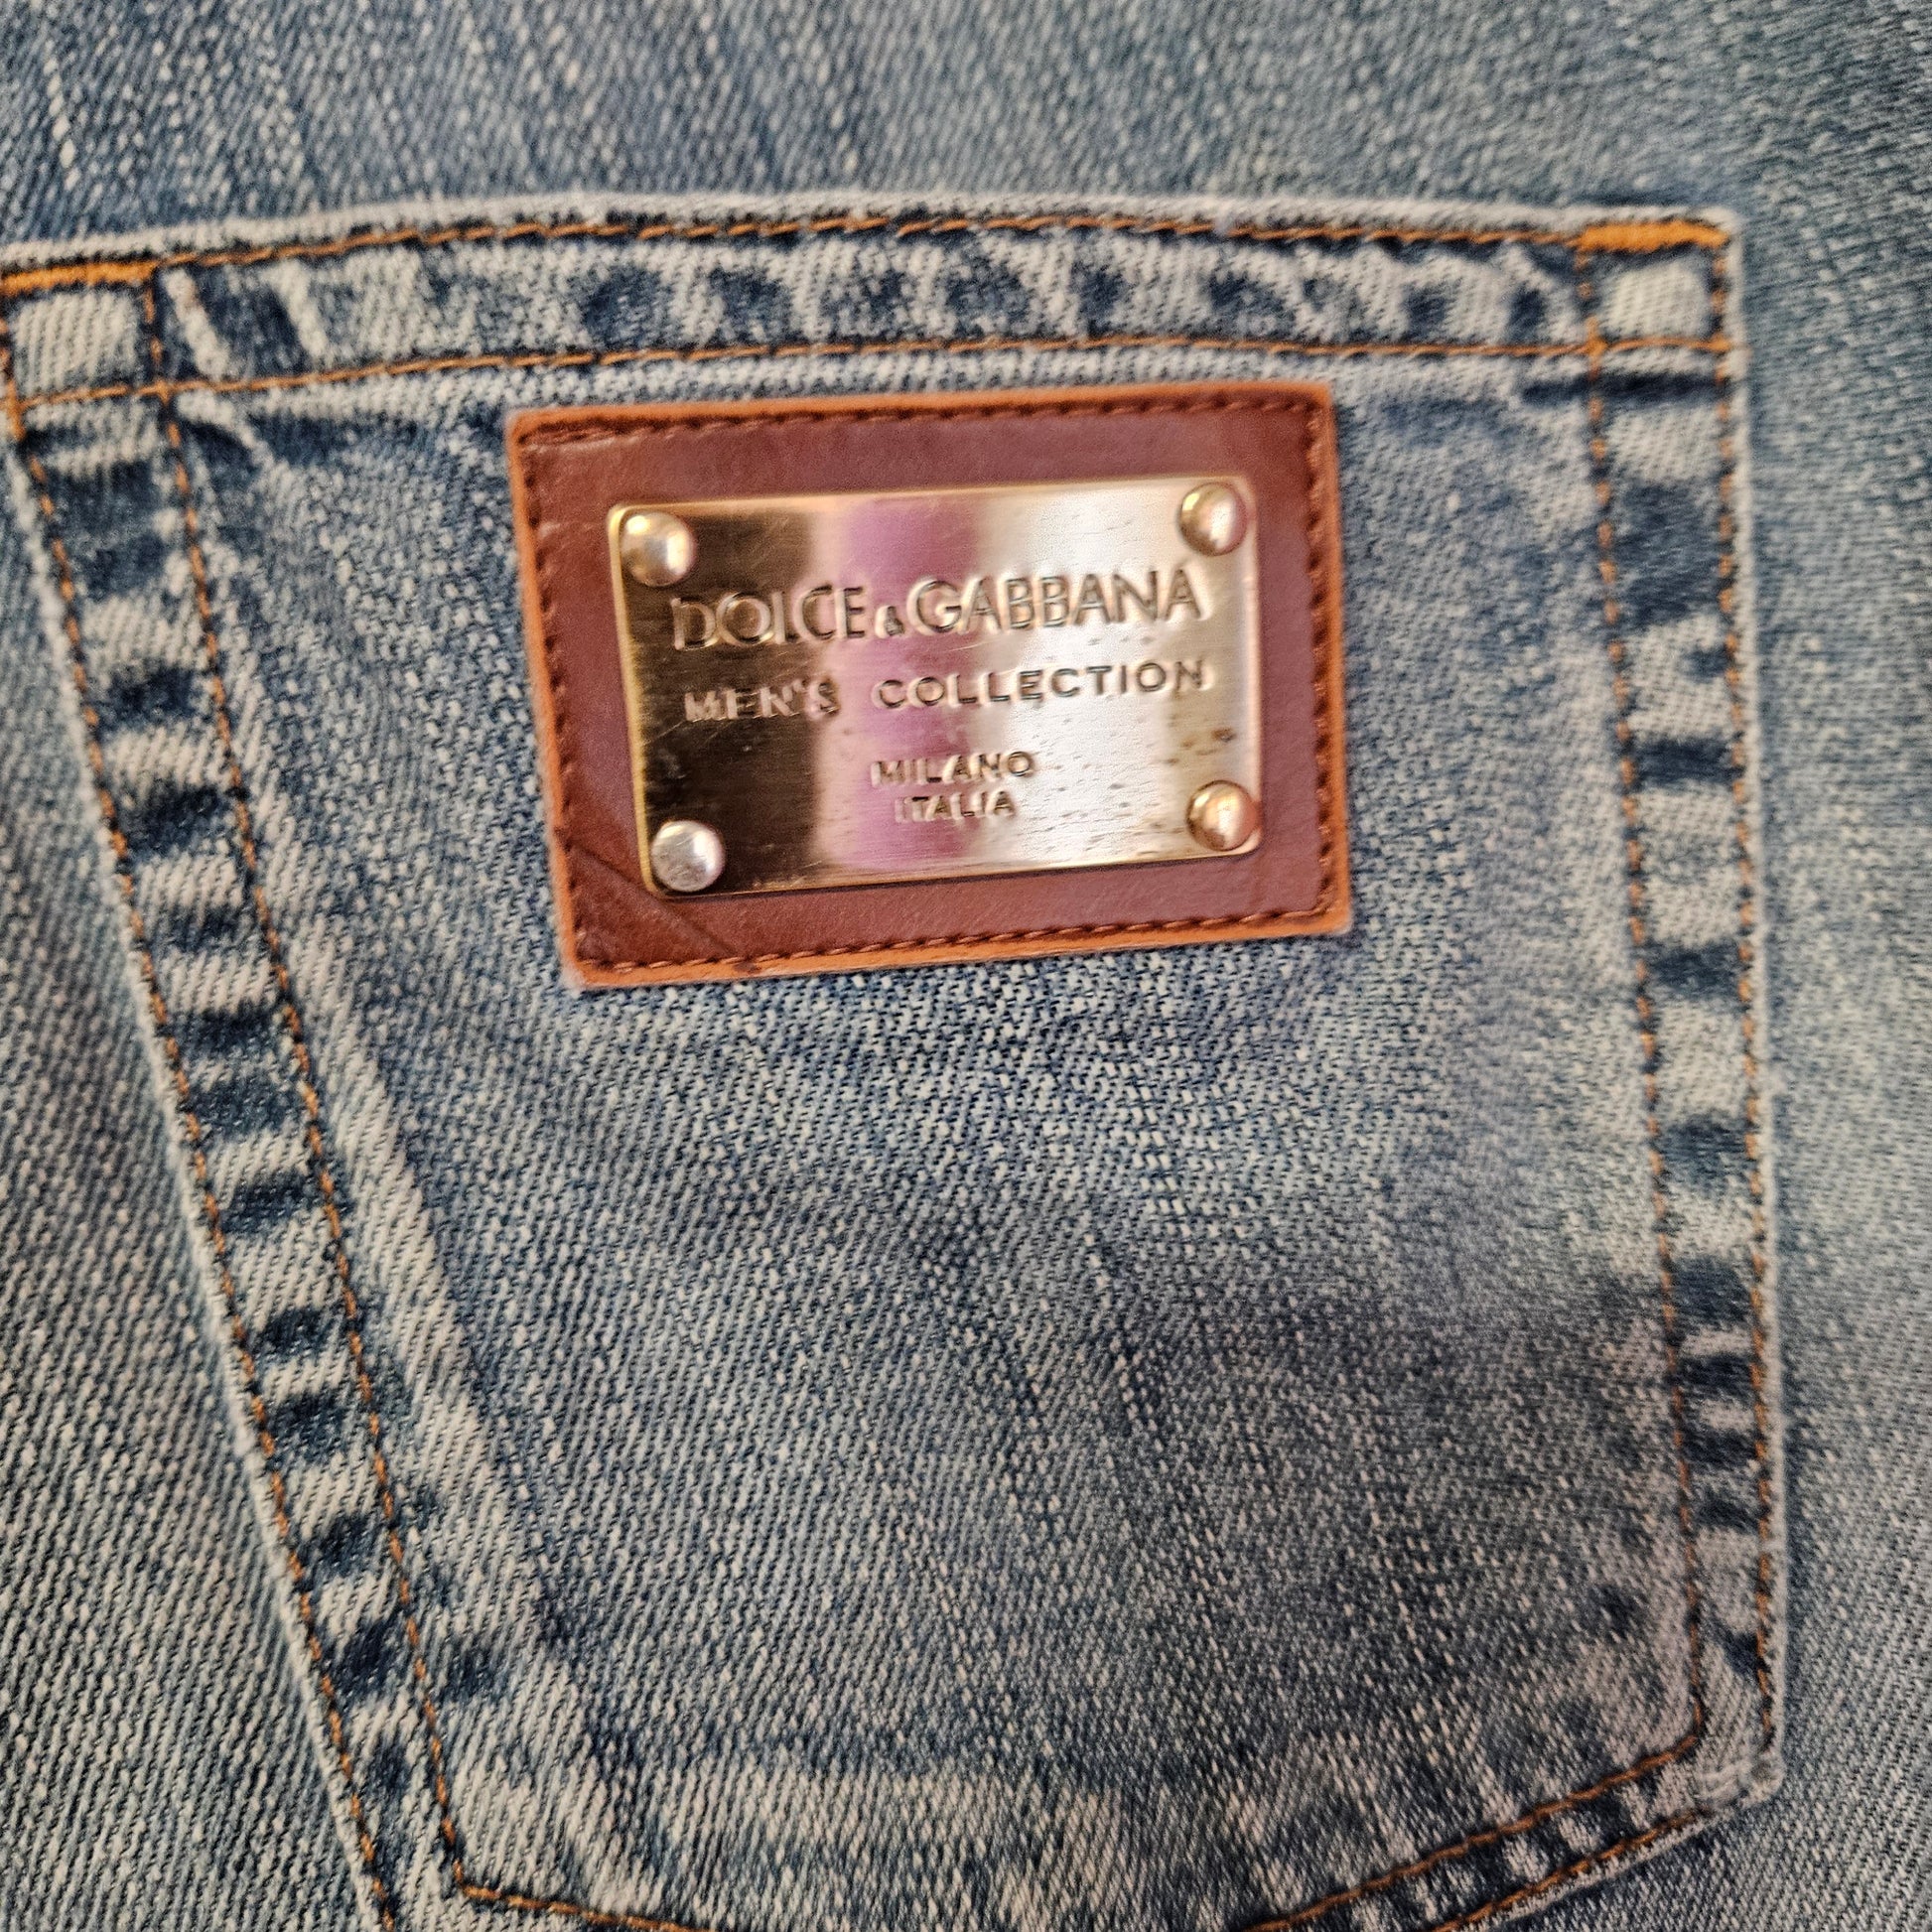 DOLCE&GABBANA
MEN'S COLLECTION
MILANO
ITALIA